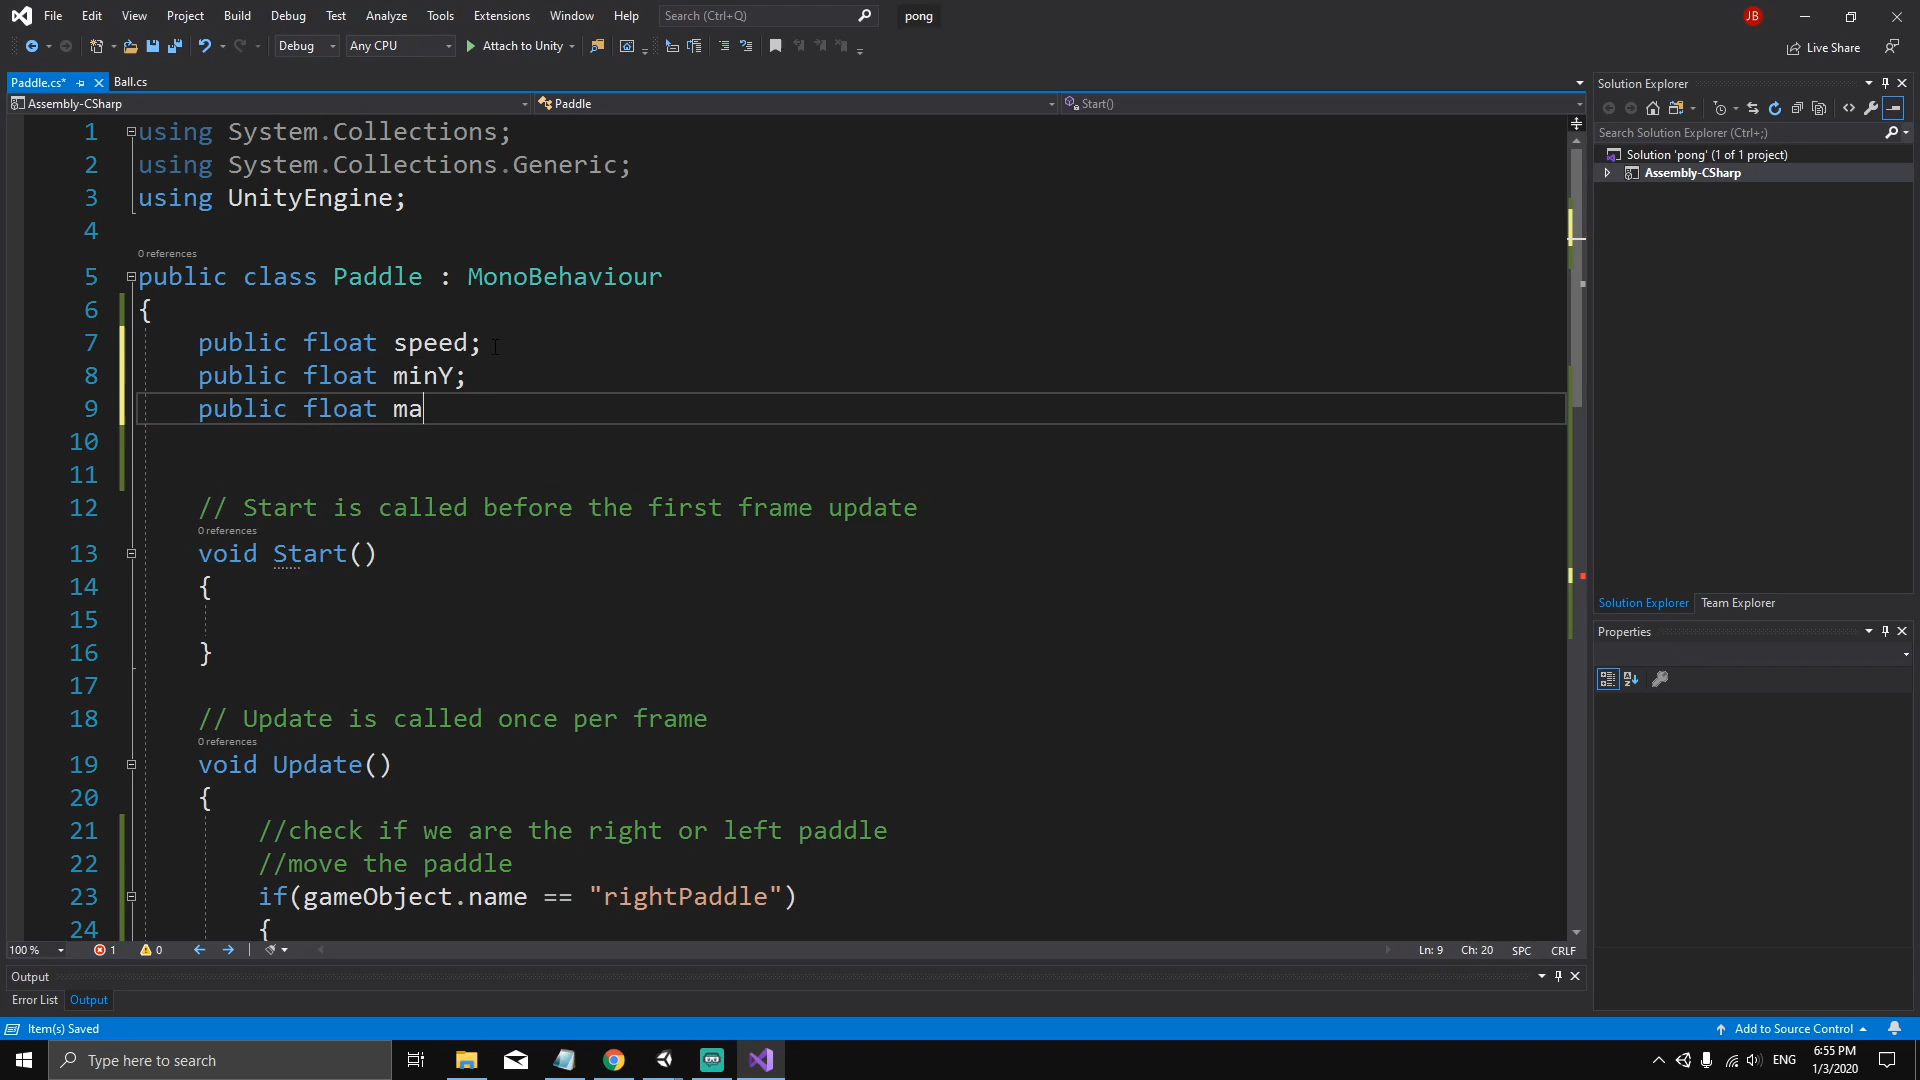 File Edit View Project Build Debug Test Analyze Tools Extensions Window Help Search (Ctrl+Q) pong JB
Debug Any CPU Attach to Unity Live Share
Paddle.cs* Ball.cs
Assembly-CSharp Paddle Start()
1 using System.Collections;
2 using System.Collections.Generic;
3 using UnityEngine;
4
0 references
5 public class Paddle : MonoBehaviour
6 {
7 public float speed;
8 public float minY;
9 public float ma
10
11
12 // Start is called before the first frame update
0 references
13 void Start()
14 {
15
16 }
17
18 // Update is called once per frame
0 references
19 void Update()
20 {
21 //check if we are the right or left paddle
22 //move the paddle
23 if(gameObject.name == "rightPaddle")
24 {
100 % 1 0 Ln: 9 Ch: 20 SPC CRLF
Output
Error List Output
Item(s) Saved Add to Source Control
Solution Explorer
Search Solution Explorer (Ctrl+;)
Solution 'pong' (1 of 1 project)
Assembly-CSharp
Solution Explorer Team Explorer
Properties
Type here to search ENG 6:55 PM
1/3/2020